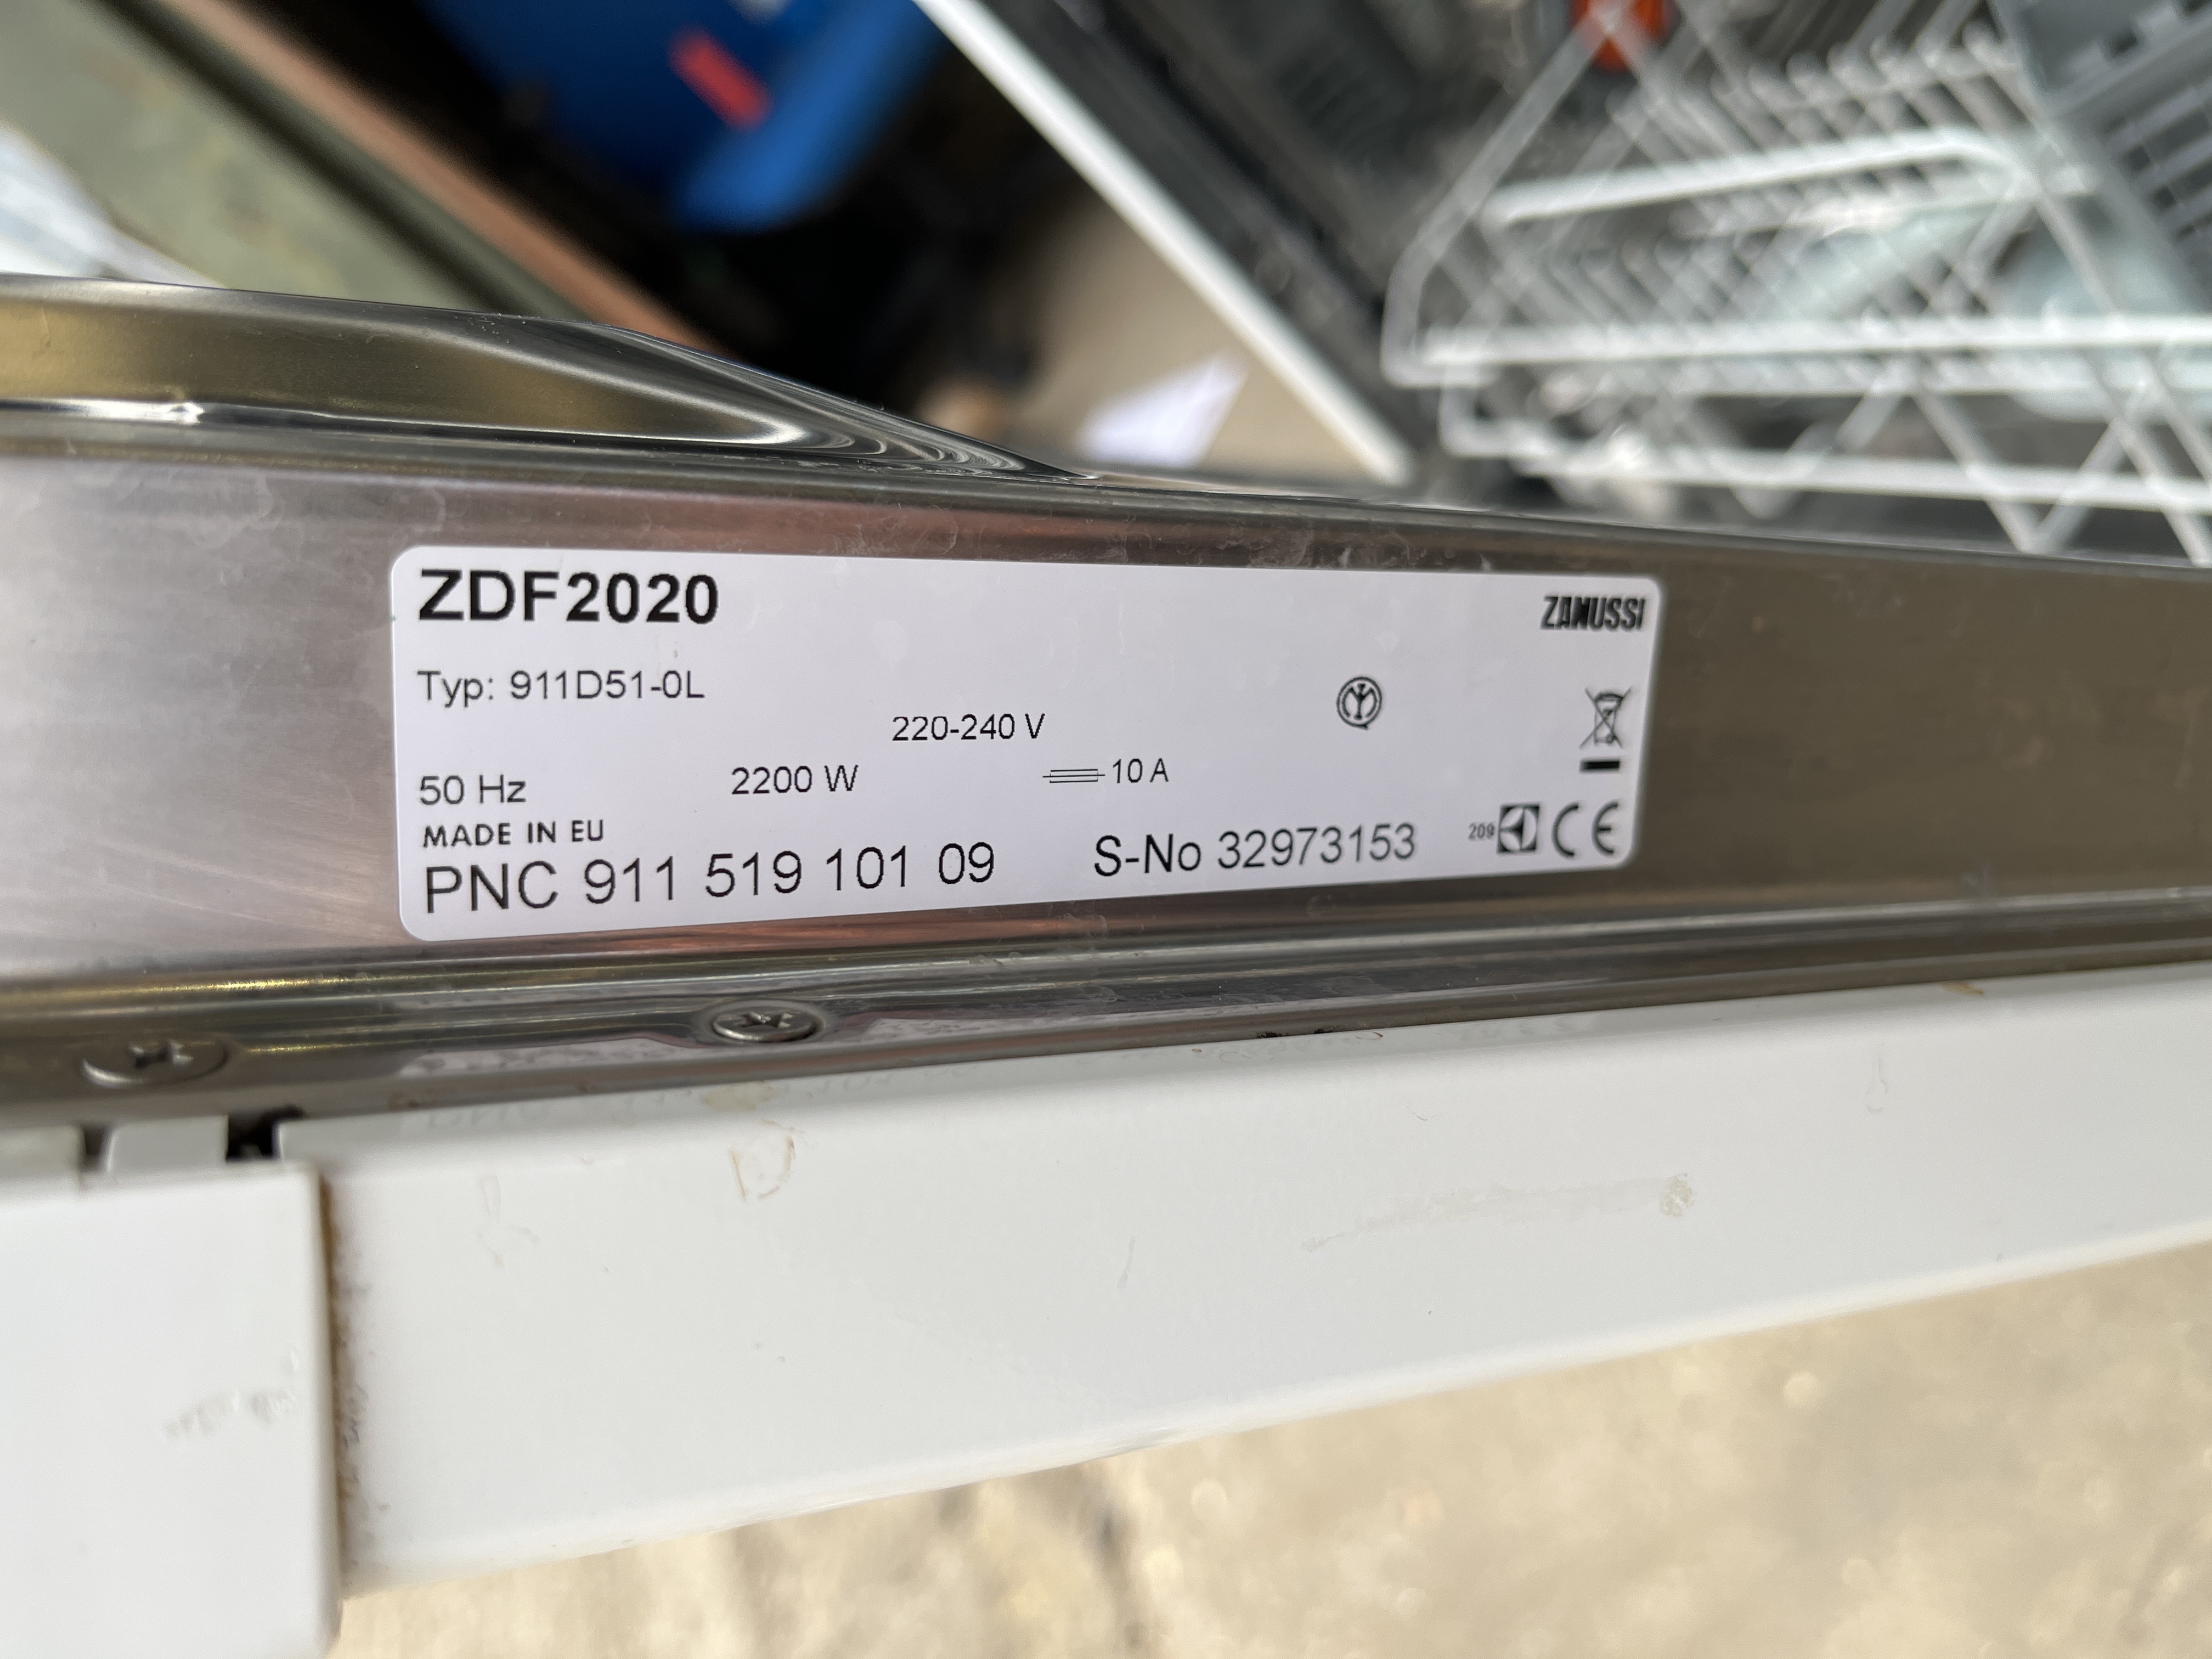 ZDF2020
ZANUSSI
Typ: 911D51-0L
220-240 V
50 Hz 2200 W 10 A
MADE IN EU
PNC 911 519 101 09 S-No 32973153 209 CE